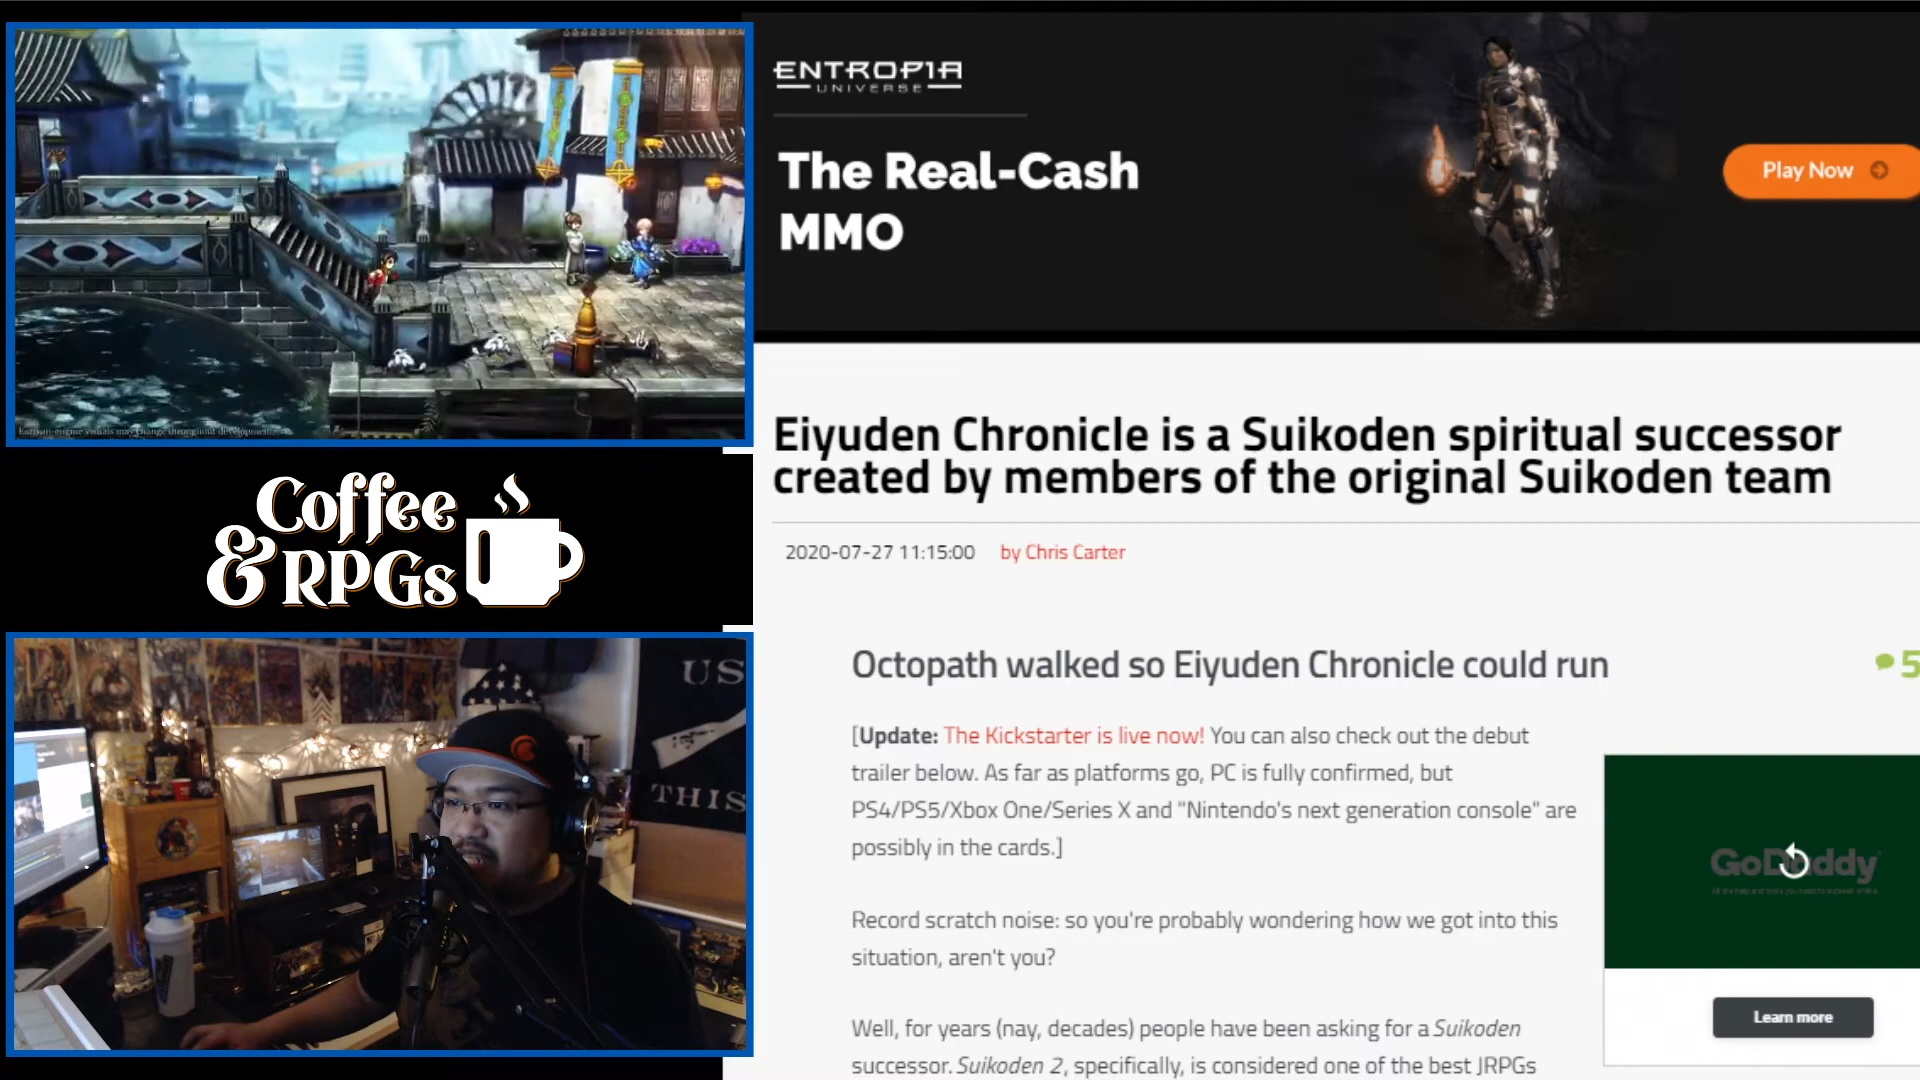 ENTROPIA
UNIVERSE
The Real-Cash
MMO
Play Now
Eiyuden Chronicle is a Suikoden spiritual successor
created by members of the original Suikoden team
2020-07-27 11:15:00 by Chris Carter
Coffee
& RPGs
Octopath walked so Eiyuden Chronicle could run
5
[Update: The Kickstarter is live now! You can also check out the debut
trailer below. As far as platforms go, PC is fully confirmed, but
PS4/PS5/Xbox One/Series X and "Nintendo's next generation console" are
possibly in the cards.]
Record scratch noise: so you're probably wondering how we got into this
situation, aren't you?
Well, for years (nay, decades) people have been asking for a Suikoden
successor. Suikoden 2, specifically, is considered one of the best JRPGs
GoDaddy
Learn more
US
THIS